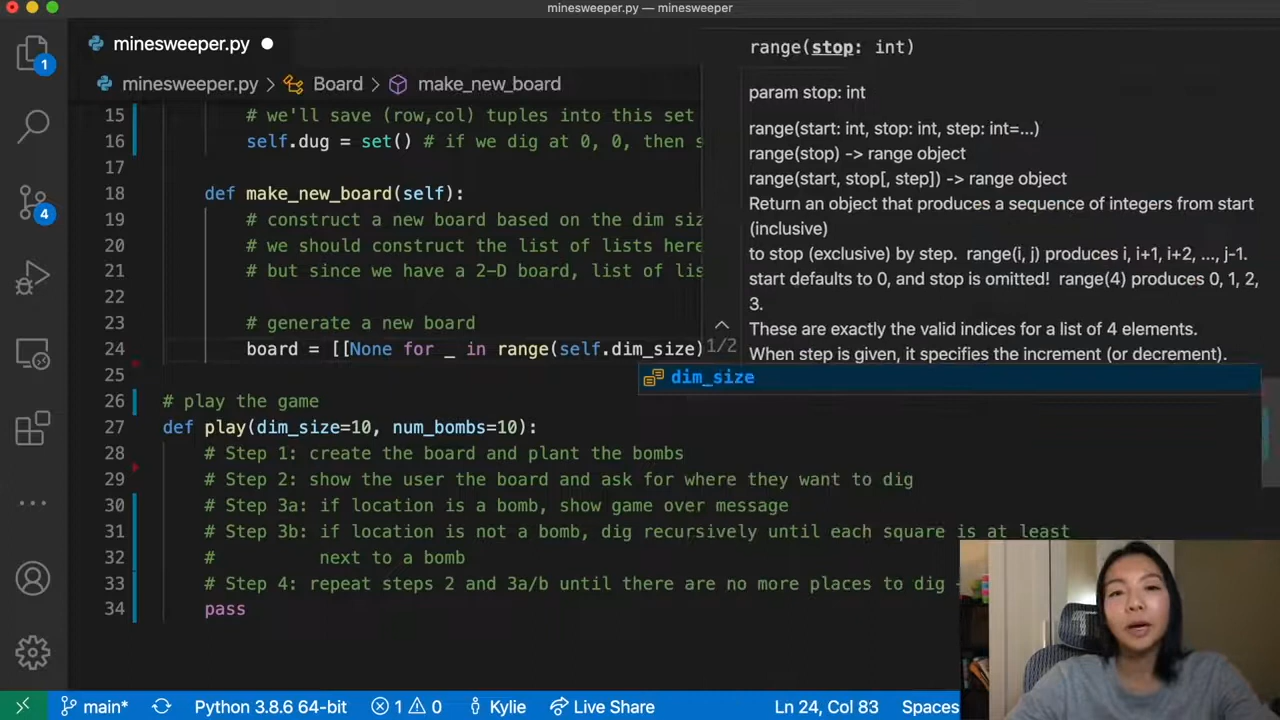 minesweeper.py — minesweeper
minesweeper.py
minesweeper.py > Board > make_new_board
1
4
15 # we'll save (row,col) tuples into this set
16 self.dug = set() # if we dig at 0, 0, then s
17
18 def make_new_board(self):
19 # construct a new board based on the dim siz
20 # we should construct the list of lists here
21 # but since we have a 2-D board, list of lis
22
23 # generate a new board
24 board = [[None for _ in range(self.dim_size)
25
26 # play the game
27 def play(dim_size=10, num_bombs=10):
28 # Step 1: create the board and plant the bombs
29 # Step 2: show the user the board and ask for where they want to dig
30 # Step 3a: if location is a bomb, show game over message
31 # Step 3b: if location is not a bomb, dig recursively until each square is at least
32 # next to a bomb
33 # Step 4: repeat steps 2 and 3a/b until there are no more places to dig -
34 pass
range(stop: int)
param stop: int
range(start: int, stop: int, step: int=...)
range(stop) -> range object
range(start, stop[, step]) -> range object
Return an object that produces a sequence of integers from start
(inclusive)
to stop (exclusive) by step. range(i, j) produces i, i+1, i+2, ..., j-1.
start defaults to 0, and stop is omitted! range(4) produces 0, 1, 2,
3.
These are exactly the valid indices for a list of 4 elements.
When step is given, it specifies the increment (or decrement).
1/2
dim_size
main* Python 3.8.6 64-bit 1 0 Kylie Live Share Ln 24, Col 83 Spaces